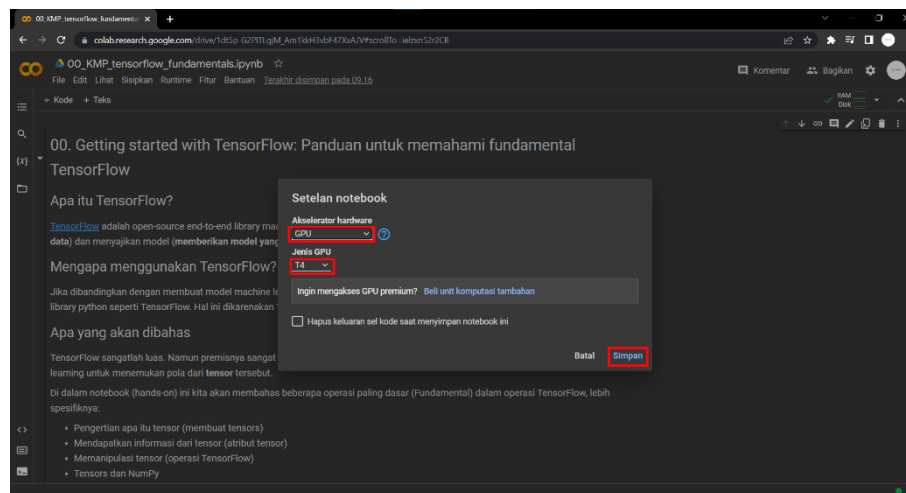 00_KMP_tensorflow_fundamental
colab.research.google.com/drive/
00_KMP_tensorflow_fundamentals.ipynb
Komentar
Bagikan
File Edit Lihat Sisipkan Runtime Fitur Bantuan Terakhir disimpan pada 09.16
+ Kode + Teks
RAM
Disk
{x}
00. Getting started with TensorFlow: Panduan untuk memahami fundamental
TensorFlow
Apa itu TensorFlow?
TensorFlow adalah open-source end-to-end library
data) dan menyajikan model (memberikan model yang
Mengapa menggunakan TensorFlow?
Jika dibandingkan dengan membuat model machine
library python seperti TensorFlow. Hal ini dikarenakan
Apa yang akan dibahas
TensorFlow sangatlah luas. Namun premisnya sangat
learning untuk menemukan pola dari tensor tersebut.
Di dalam notebook (hands-on) ini kita akan membahas beberapa operasi paling dasar (Fundamental) dalam operasi TensorFlow, lebih
spesifiknya:
• Pengertian apa itu tensor (membuat tensors)
• Mendapatkan informasi dari tensor (atribut tensor)
• Memanipulasi tensor (operasi TensorFlow)
• Tensors dan NumPy
Setelan notebook
Akselerator hardware
GPU
Jenis GPU
T4
Ingin mengakses GPU premium? Beli unit komputasi tambahan
Hapus keluaran sel kode saat menyimpan notebook ini
Batal Simpan